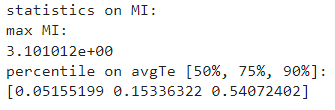 statistics on MI:
max MI:
3.101012e+00
percentile on avgTe [50%, 75%, 90%]:
[0.05155199 0.15336322 0.54072402]